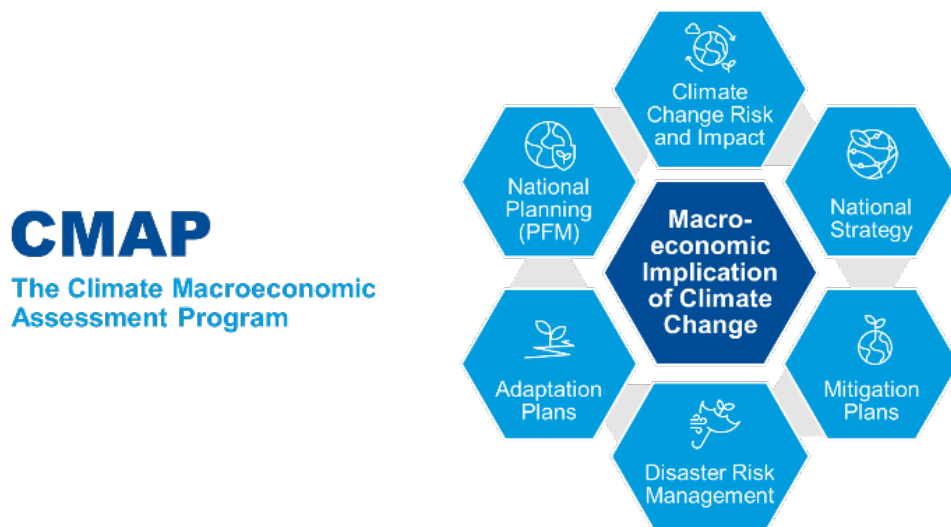 CMAP
The Climate Macroeconomic
Assessment Program
Climate
Change Risk
and Impact
National
Planning
(PFM)
National
Strategy
Macro-
economic
Implication
of Climate
Change
Adaptation
Plans
Mitigation
Plans
Disaster Risk
Management